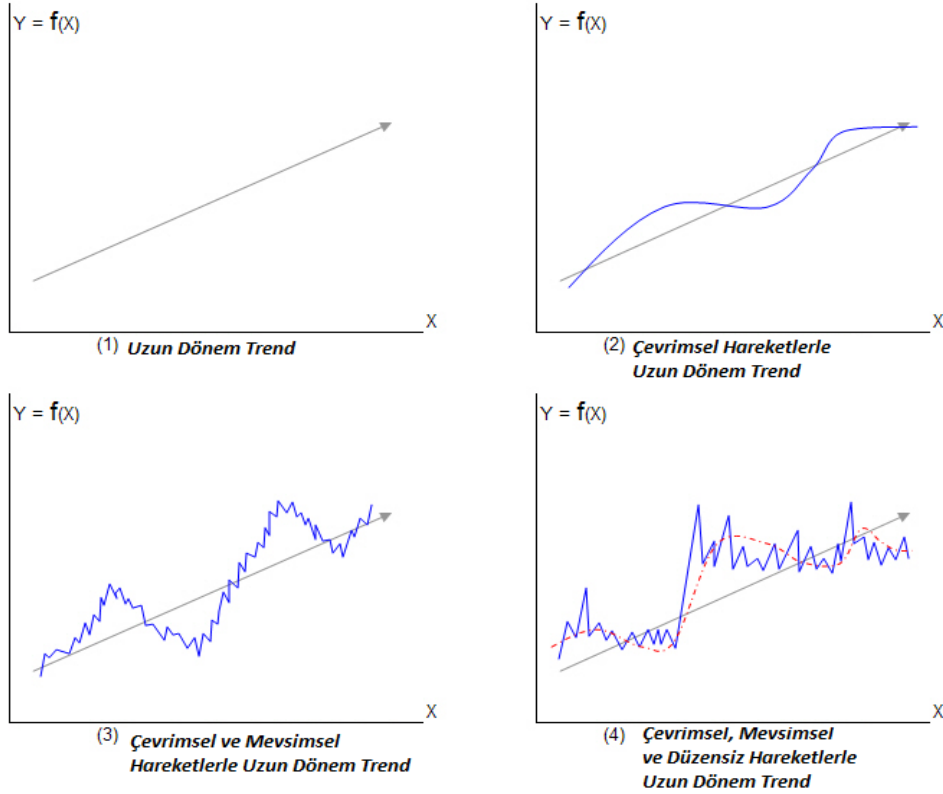 Y = f(X)
X
(1) Uzun Dönem Trend
Y = f(X)
X
(2) Çevrimsel Hareketlerle
Uzun Dönem Trend
Y = f(X)
X
(3) Çevrimsel ve Mevsimsel
Hareketlerle Uzun Dönem Trend
Y = f(X)
X
(4) Çevrimsel, Mevsimsel
ve Düzensiz Hareketlerle
Uzun Dönem Trend